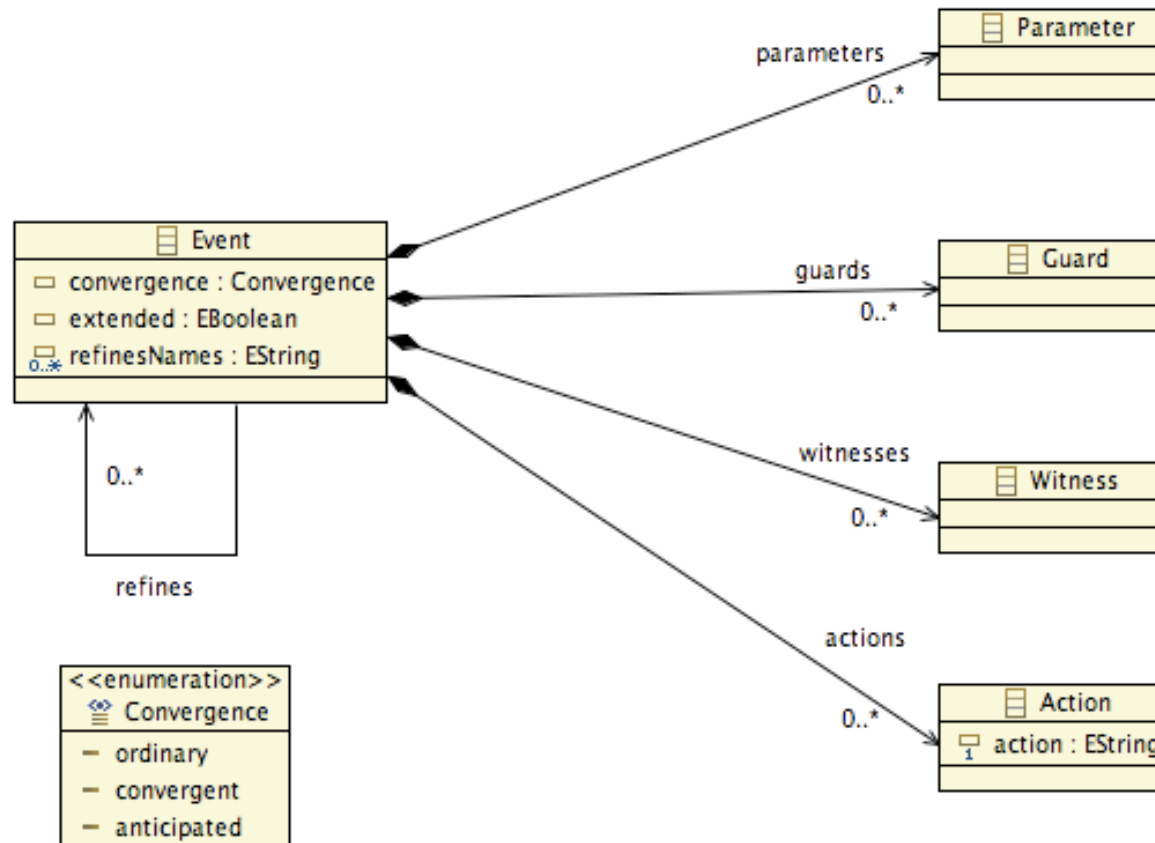 Parameter
parameters
0..*
Event
convergence : Convergence
extended : EBoolean
0..* refinesNames : EString
guards
0..*
Guard
0..*
refines
witnesses
0..*
Witness
actions
0..*
Action
1 action : EString
<<enumeration>>
Convergence
ordinary
convergent
anticipated